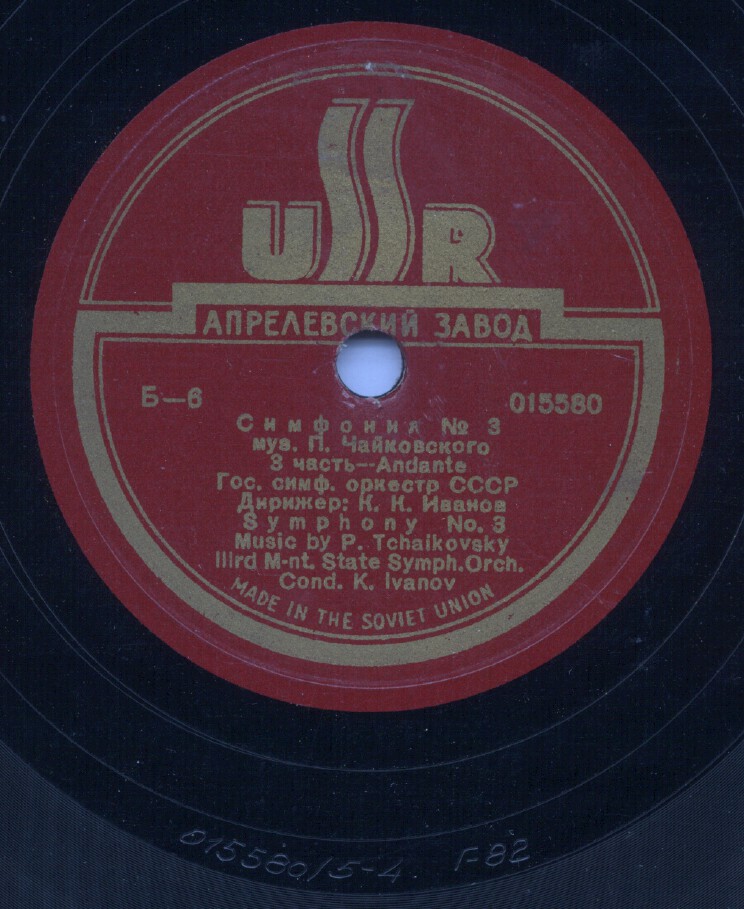 USSR
АПРЕЛЕВСКИЙ ЗАВОД
Б—6
015580
Симфония № 3
муз. П. Чайковского
3 часть—Andante
Гос. симф. оркестр СССР
Дирижер: К. К. Иванов
Symphony No. 3
Music by P. Tchaikovsky
IIIrd M-nt. State Symph. Orch.
Cond. K. Ivanov
MADE IN THE SOVIET UNION
015580/5-4 Г-82